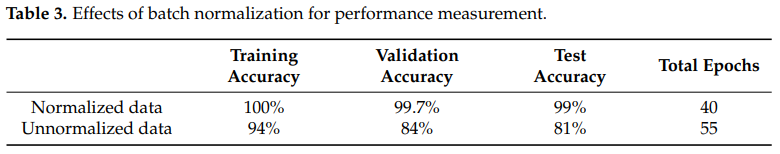 Table 3. Effects of batch normalization for performance measurement.
Training Accuracy Validation Accuracy Test Accuracy Total Epochs
Normalized data 100% 99.7% 99% 40
Unnormalized data 94% 84% 81% 55